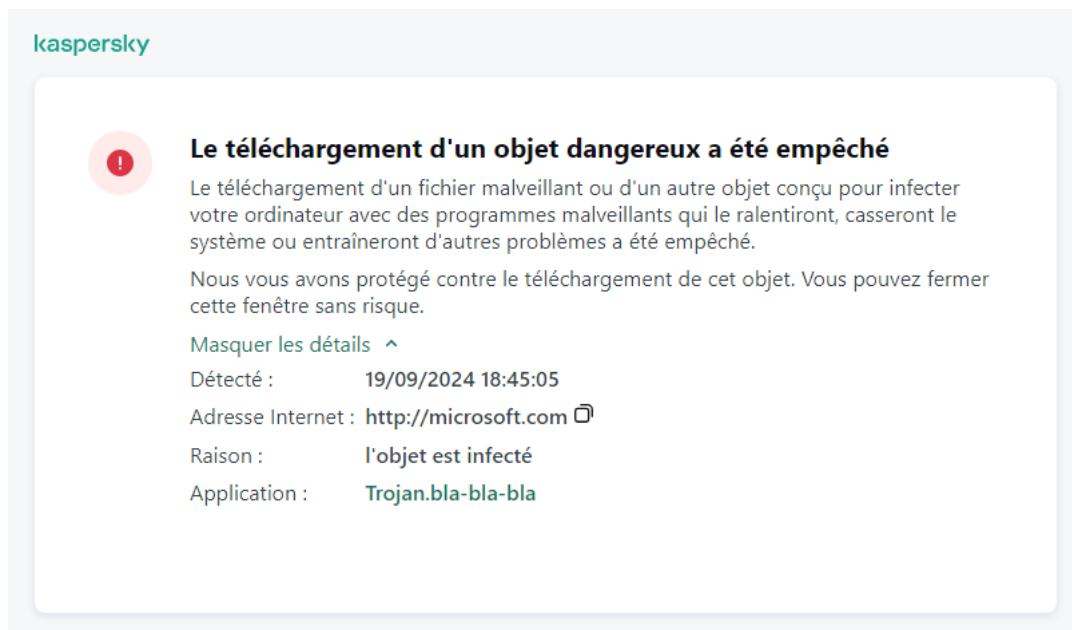 kaspersky
Le téléchargement d'un objet dangereux a été empêché
Le téléchargement d'un fichier malveillant ou d'un autre objet conçu pour infecter
votre ordinateur avec des programmes malveillants qui le ralentiront, casseront le
système ou entraîneront d'autres problèmes a été empêché.
Nous vous avons protégé contre le téléchargement de cet objet. Vous pouvez fermer
cette fenêtre sans risque.
Masquer les détails
Détecté : 19/09/2024 18:45:05
Adresse Internet : http://microsoft.com
Raison : l'objet est infecté
Application : Trojan.bla-bla-bla